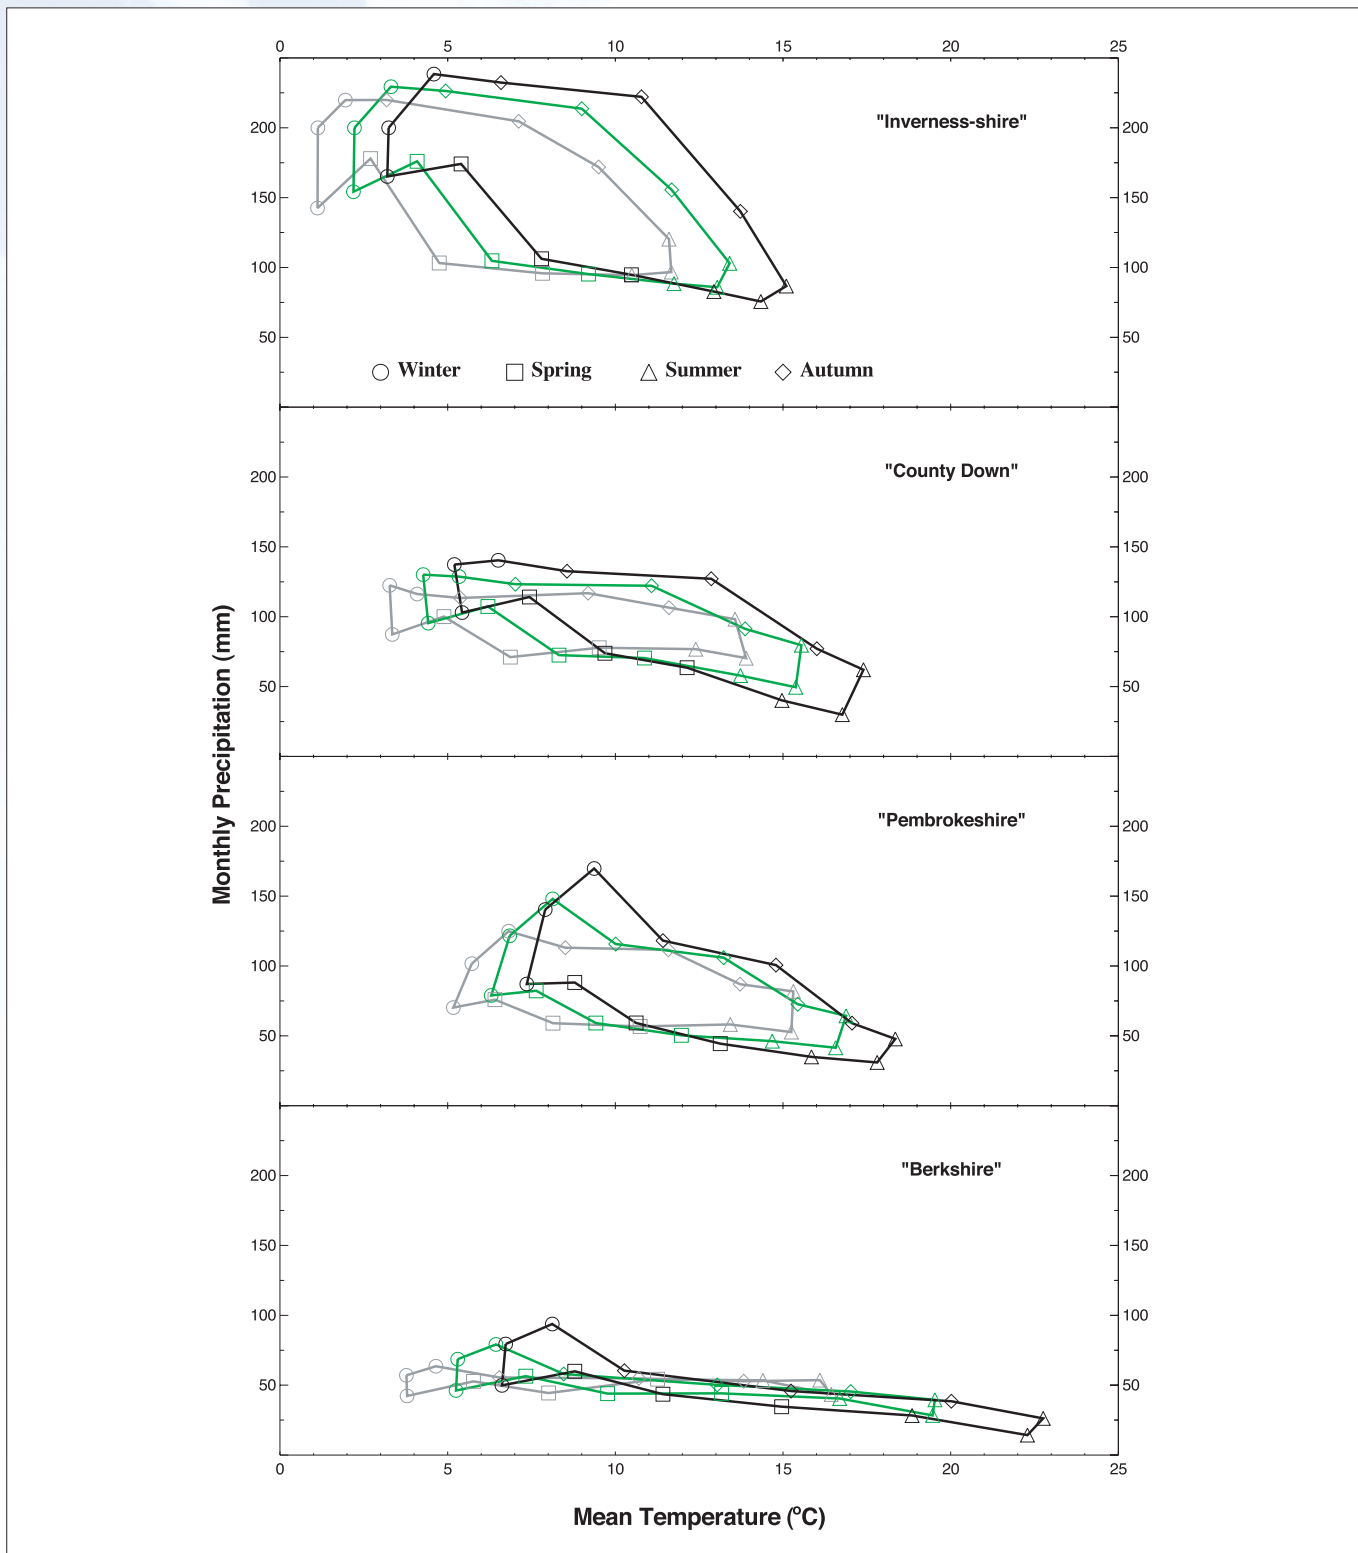 0 5 10 15 20 25
"Inverness-shire"
200 200
150 150
100 100
50 50
Winter Spring Summer Autumn
"County Down"
200 200
150 150
100 100
50 50
Monthly Precipitation (mm)
"Pembrokeshire"
200 200
150 150
100 100
50 50
"Berkshire"
200 200
150 150
100 100
50 50
0 5 10 15 20 25
Mean Temperature (°C)